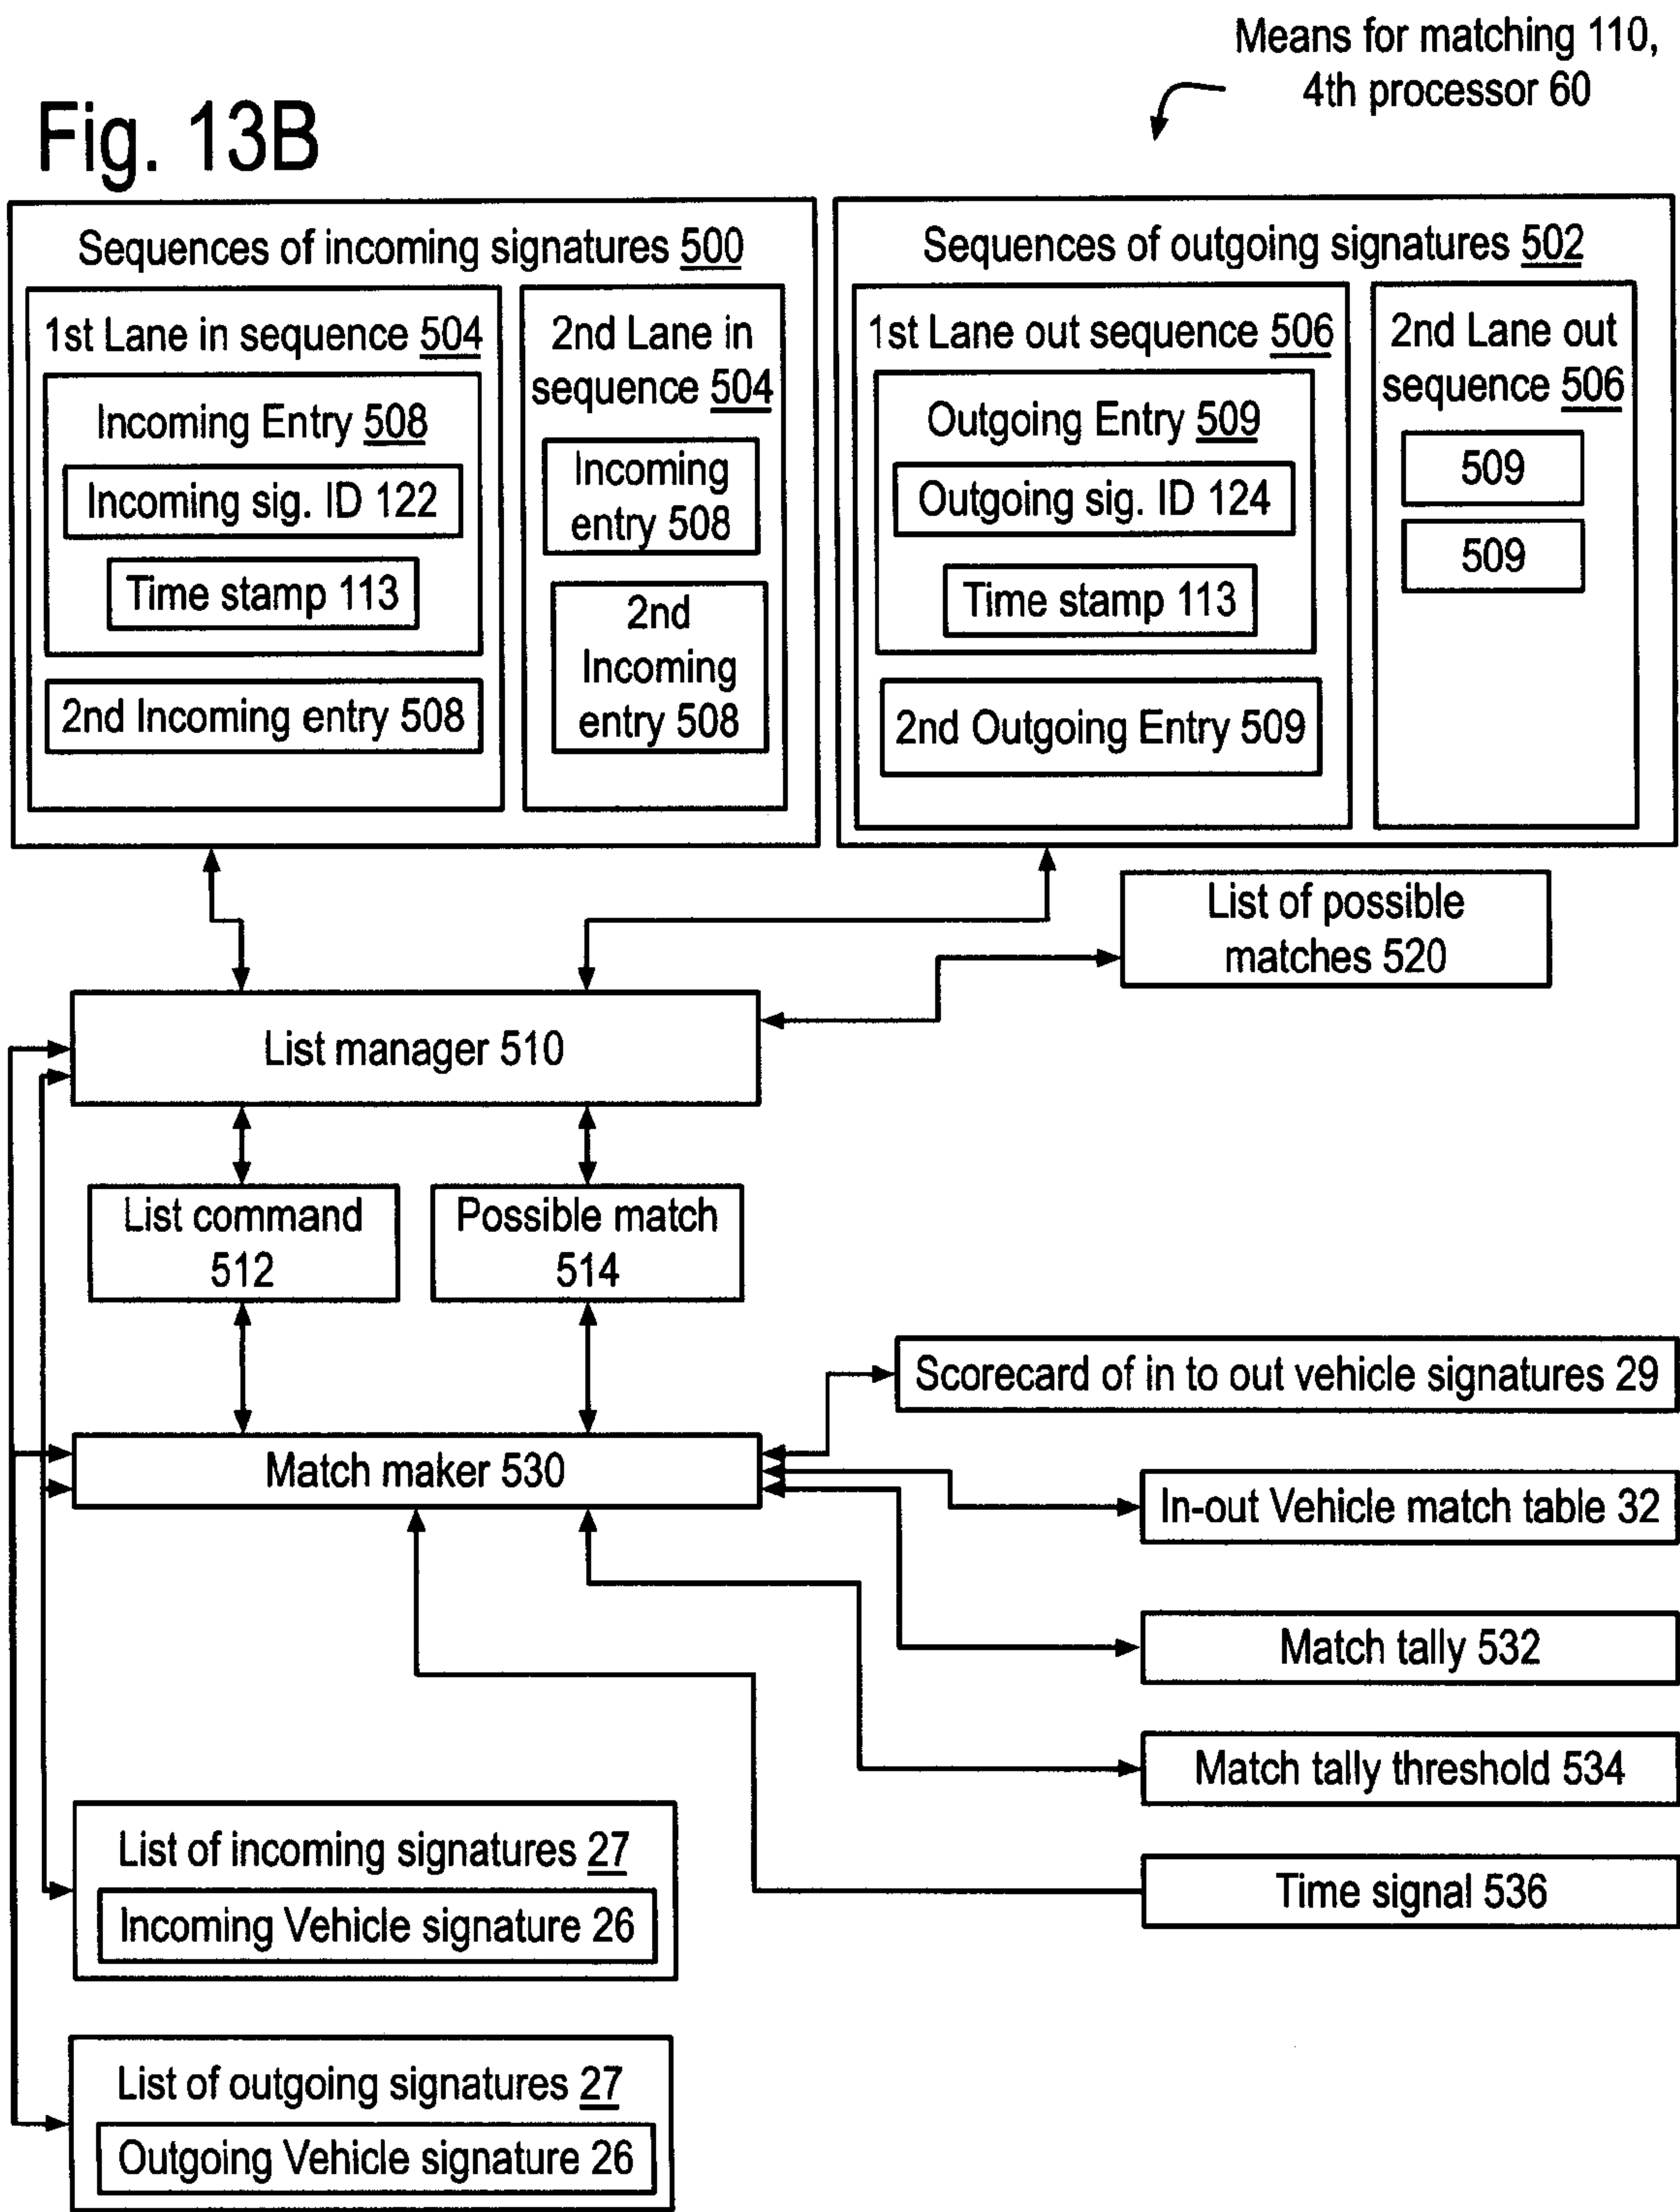 Means for matching 110,
4th processor 60
Fig. 13B
Sequences of incoming signatures 500
1st Lane in sequence 504
Incoming Entry 508
Incoming sig. ID 122
Time stamp 113
2nd Incoming entry 508
2nd Lane in
sequence 504
Incoming
entry 508
2nd
Incoming
entry 508
Sequences of outgoing signatures 502
1st Lane out sequence 506
Outgoing Entry 509
Outgoing sig. ID 124
Time stamp 113
2nd Outgoing Entry 509
2nd Lane out
sequence 506
509
509
List of possible
matches 520
List manager 510
List command
512
Possible match
514
Scorecard of in to out vehicle signatures 29
Match maker 530
In-out Vehicle match table 32
Match tally 532
Match tally threshold 534
Time signal 536
List of incoming signatures 27
Incoming Vehicle signature 26
List of outgoing signatures 27
Outgoing Vehicle signature 26